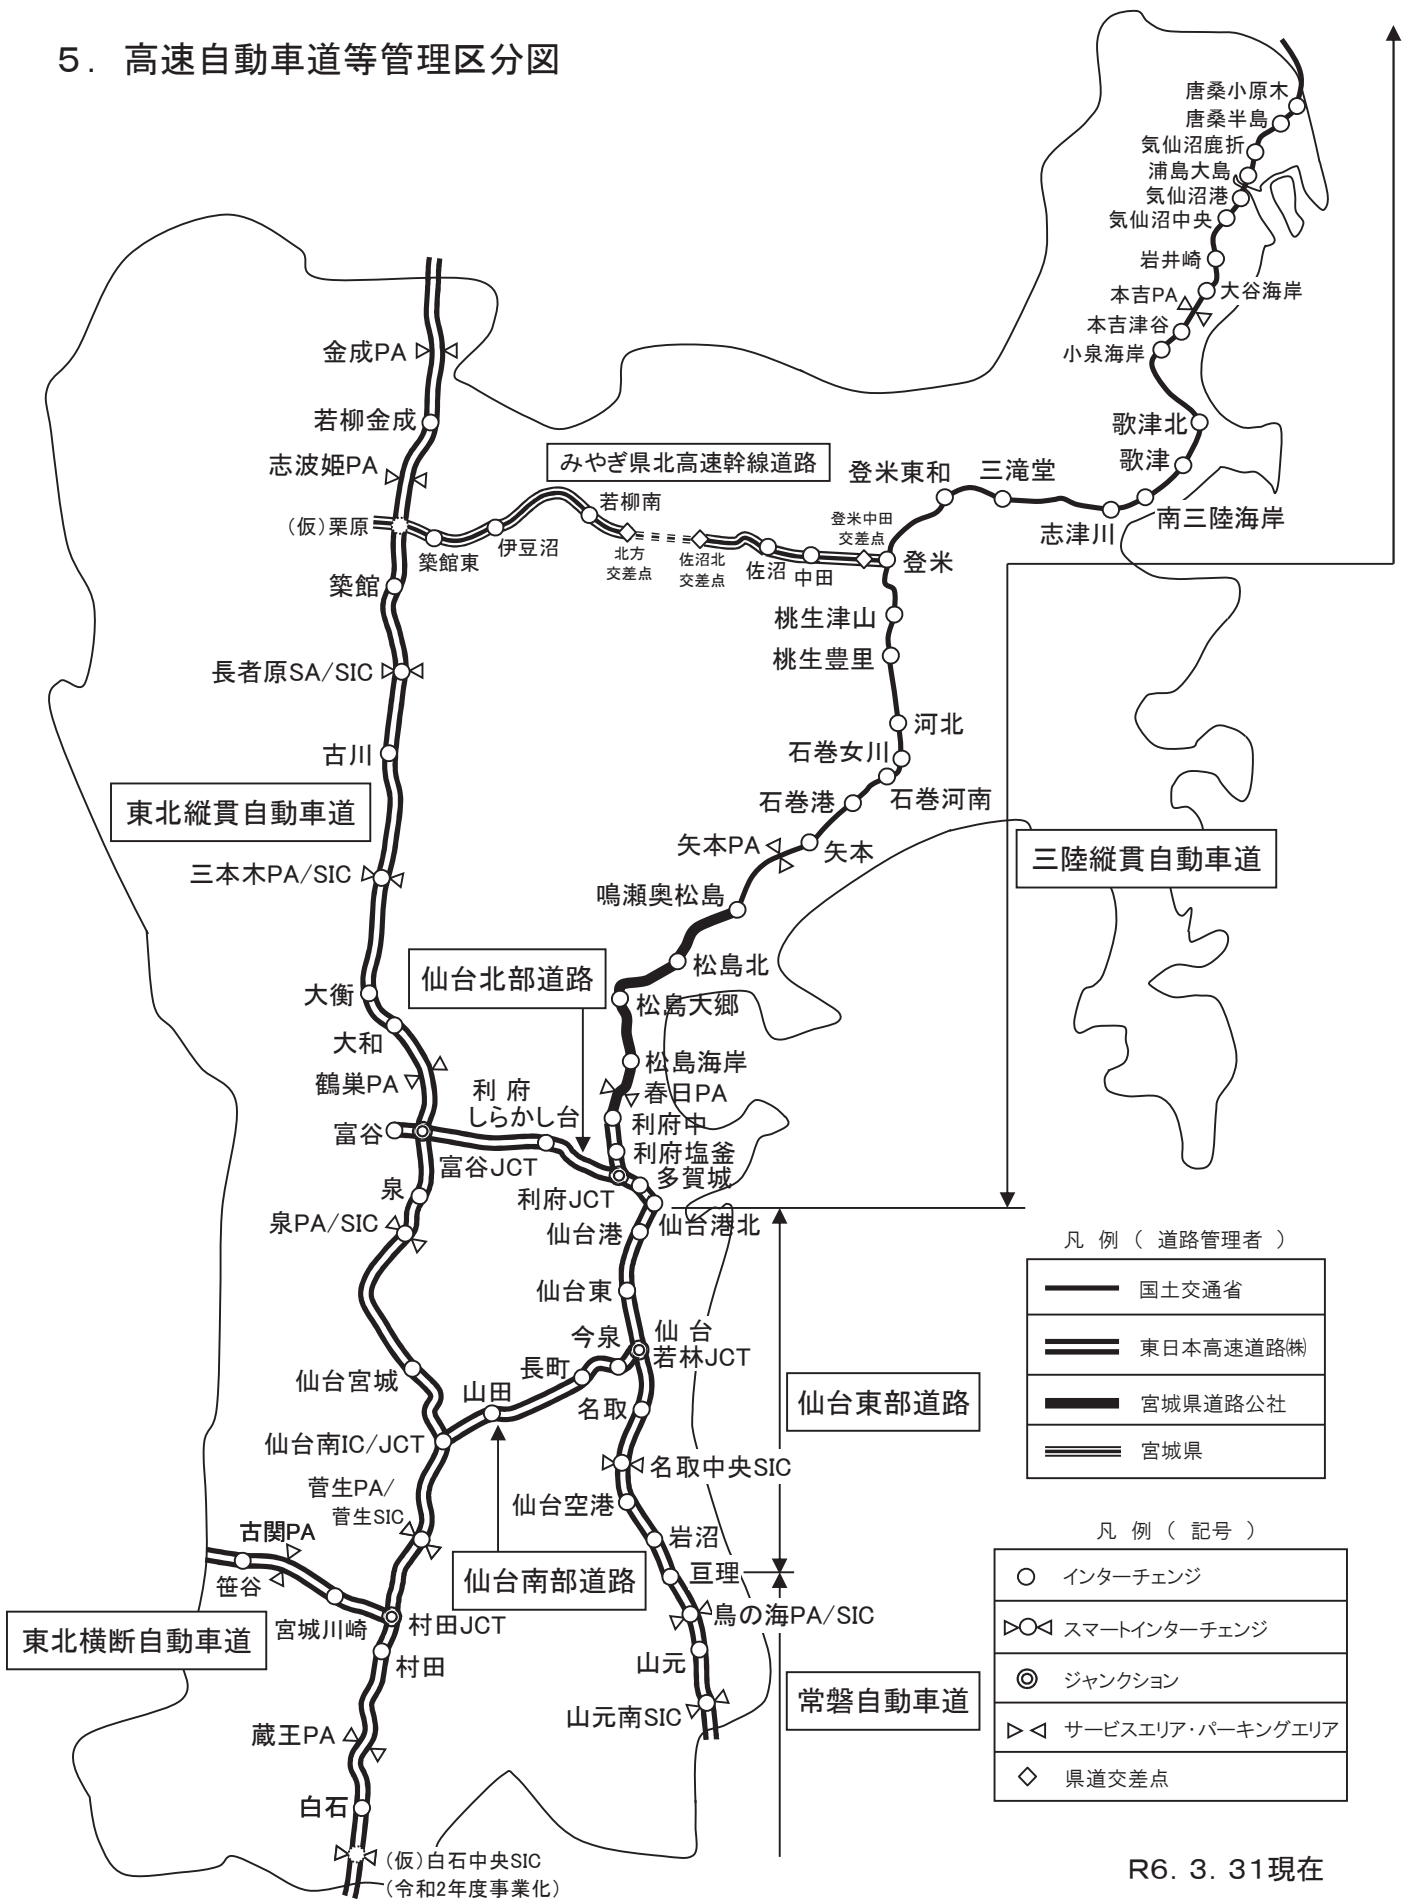 5. 高速自動車道等管理区分図
唐桑小原木
唐桑半島
気仙沼鹿折
浦島大島
気仙沼港
気仙沼中央
岩井崎
大谷海岸
本吉PA
本吉津谷
小泉海岸
歌津北
歌津
南三陸海岸
志津川
三滝堂
登米東和
金成PA
若柳金成
志波姫PA
みやぎ県北高速幹線道路
(仮)栗原
築館東
伊豆沼
若柳南
北方
交差点
佐沼北
交差点
佐沼
中田
登米中田
交差点
登米
築館
桃生津山
桃生豊里
長者原SA/SIC
河北
石巻女川
石巻河南
石巻港
古川
東北縦貫自動車道
矢本PA
矢本
三陸縦貫自動車道
三本木PA/SIC
鳴瀬奥松島
仙台北部道路
松島北
大衡
松島大郷
大和
松島海岸
鶴巣PA
春日PA
利府
しらかし台
利府中
富谷
富谷JCT
利府塩釜
多賀城
利府JCT
泉
泉PA/SIC
仙台港北
仙台港
仙台東
今泉
仙台
若林JCT
長町
仙台宮城
山田
名取
仙台東部道路
仙台南IC/JCT
名取中央SIC
菅生PA/
菅生SIC
仙台空港
古関PA
岩沼
笹谷
仙台南部道路
亘理
宮城川崎
村田JCT
鳥の海PA/SIC
東北横断自動車道
村田
山元
常磐自動車道
山元南SIC
蔵王PA
白石
(仮)白石中央SIC
(令和2年度事業化)
凡例(道路管理者)
国土交通省
東日本高速道路㈱
宮城県道路公社
宮城県
凡例(記号)
インターチェンジ
スマートインターチェンジ
ジャンクション
サービスエリア・パーキングエリア
県道交差点
R6.3.31現在